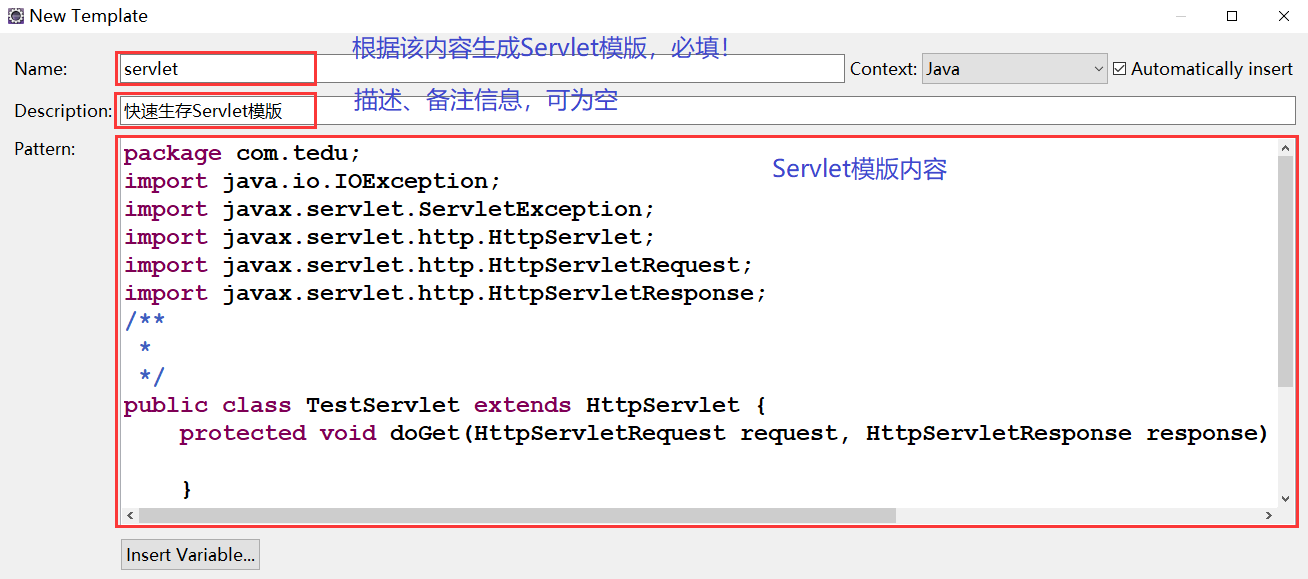 New Template
根据该内容生成Servlet模版，必填！
Name: servlet Context: Java Automatically insert
描述、备注信息，可为空
Description: 快速生存Servlet模版
Pattern:
Servlet模版内容
package com.tedu;
import java.io.IOException;
import javax.servlet.ServletException;
import javax.servlet.http.HttpServlet;
import javax.servlet.http.HttpServletRequest;
import javax.servlet.http.HttpServletResponse;
/**
 *
 */
public class TestServlet extends HttpServlet {
    protected void doGet(HttpServletRequest request, HttpServletResponse response)
    }
Insert Variable...